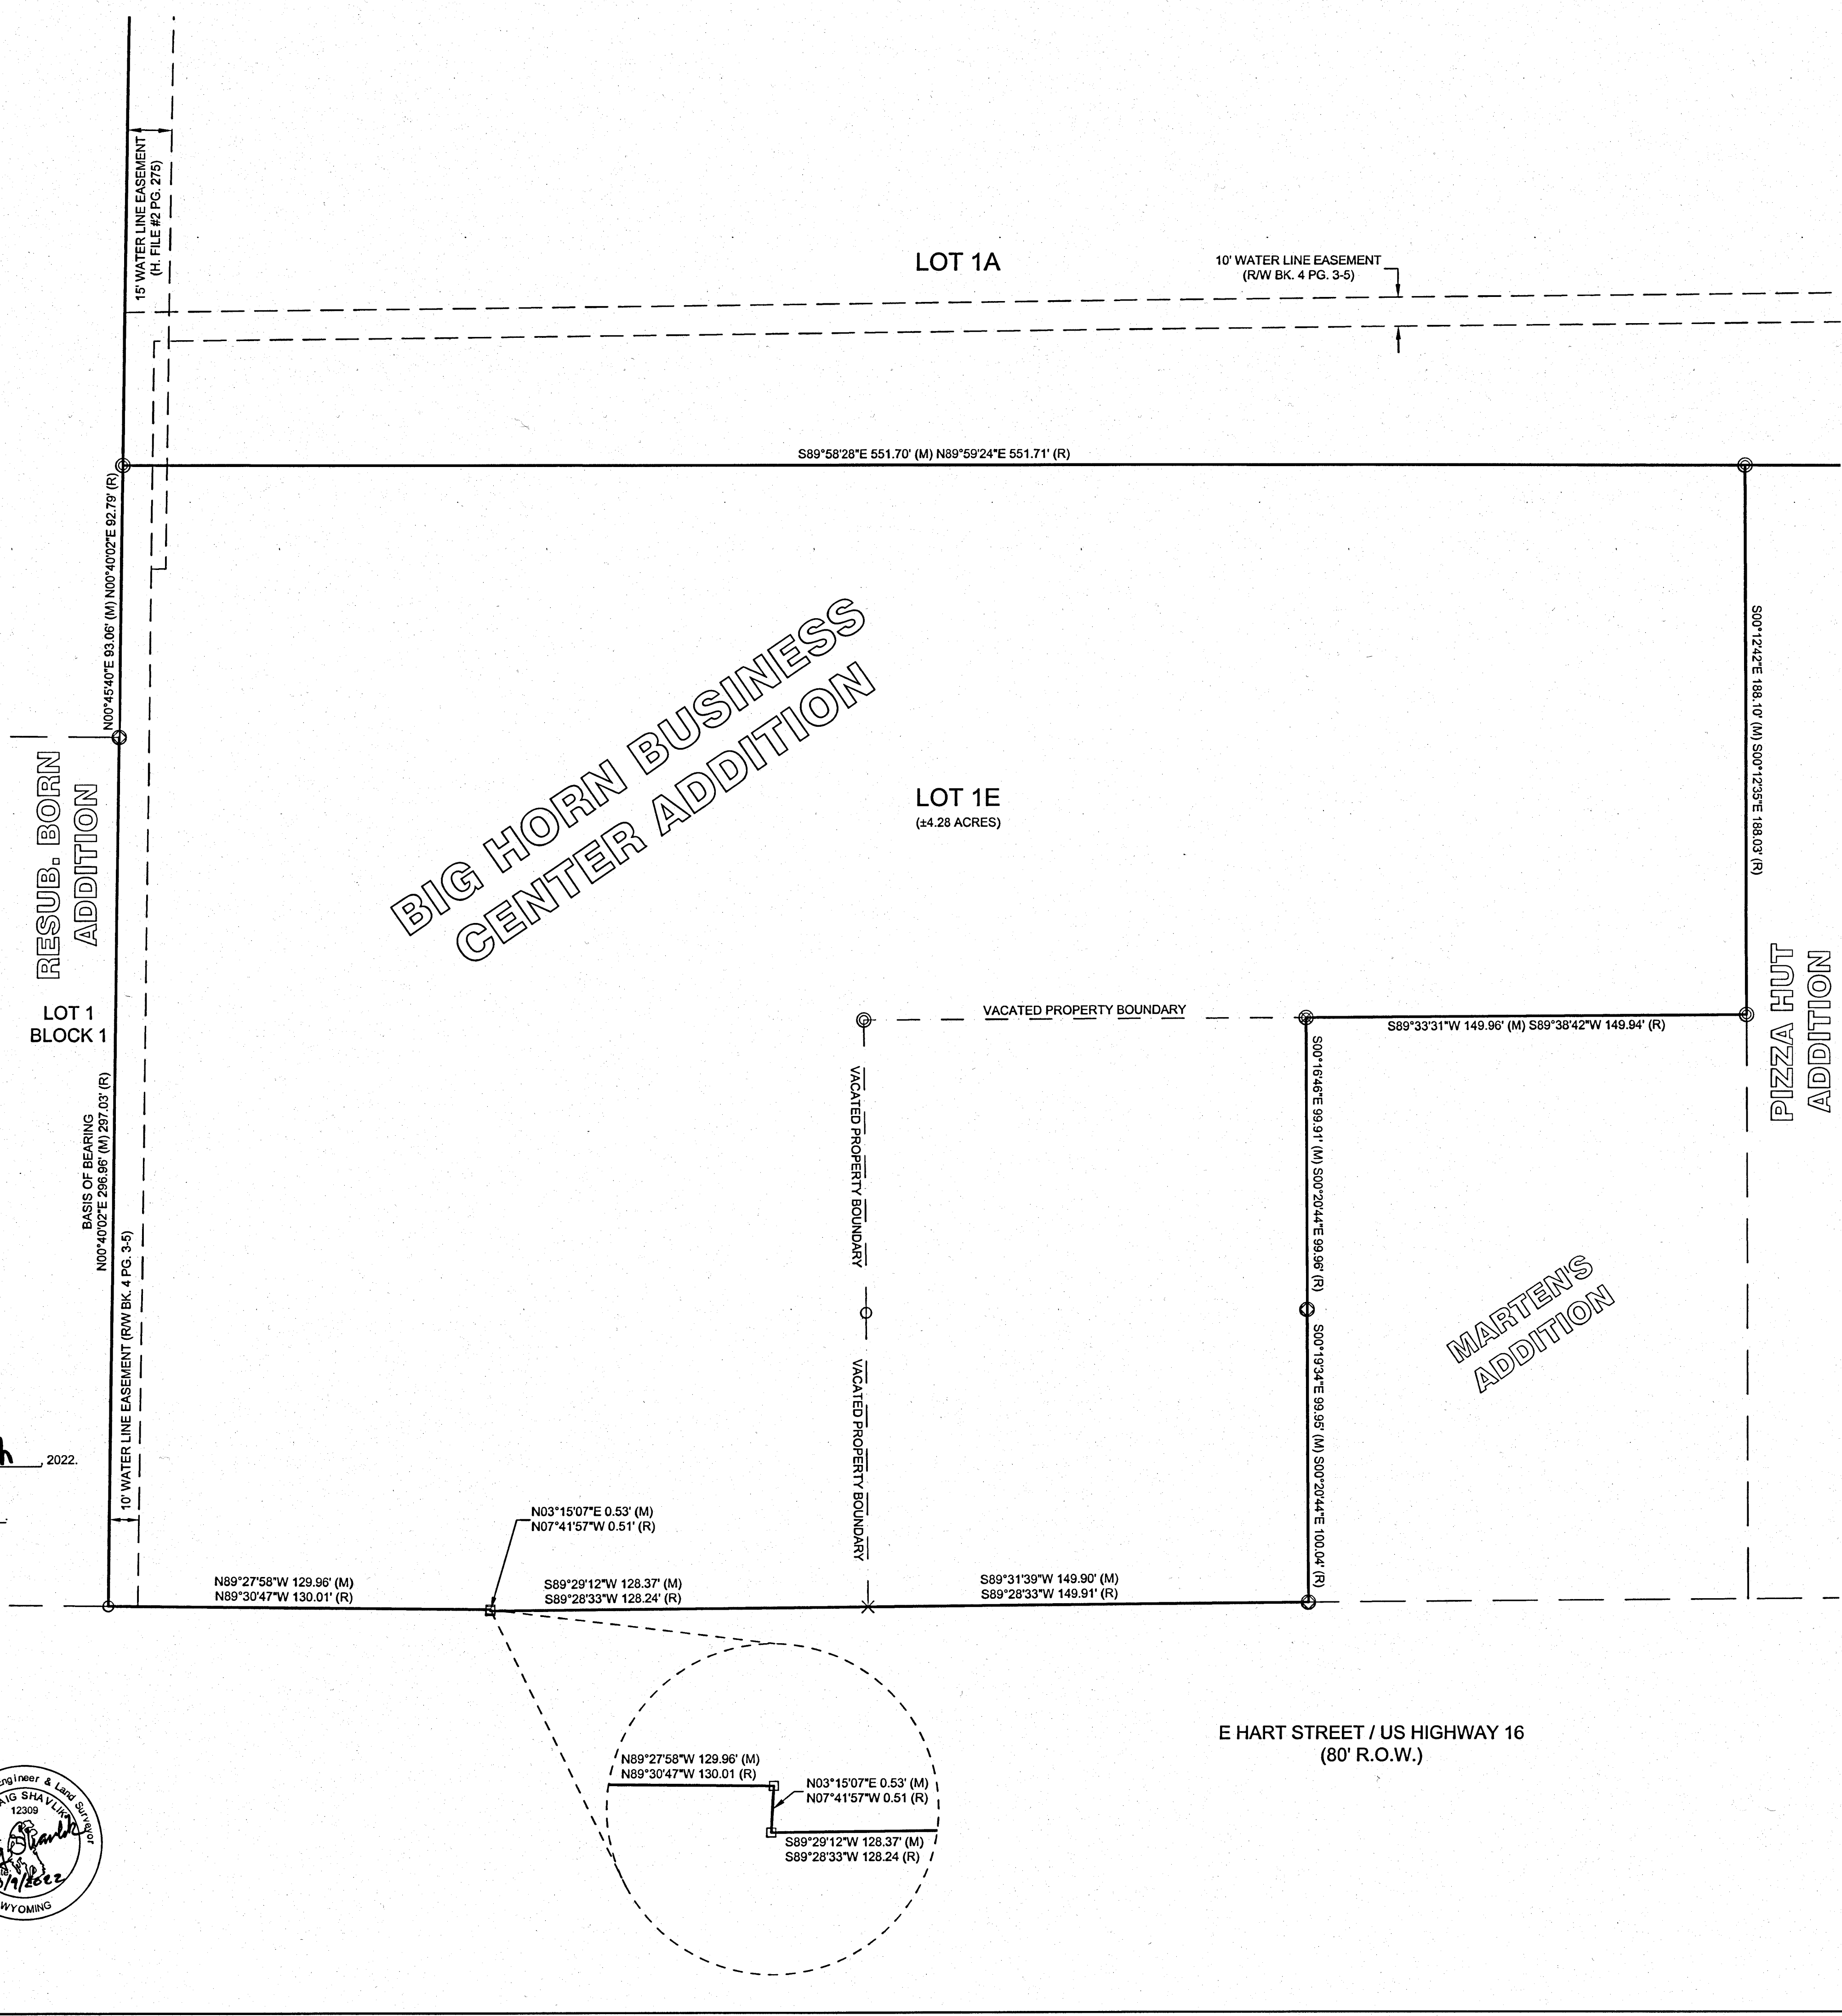 15' WATER LINE EASEMENT
(H. FILE #2 PG. 275)
LOT 1A
10' WATER LINE EASEMENT
(R/W BK. 4 PG. 3-5)
S89°58'28"E 551.70' (M) N89°59'24"E 551.71' (R)
N00°45'40"E 93.06' (M) N00°40'02"E 92.79' (R)
S00°12'42"E 188.10' (M) S00°12'35"E 188.03' (R)
BIG HORN BUSINESS
CENTER ADDITION
LOT 1E
(±4.28 ACRES)
RESUB. BORN
ADDITION
LOT 1
BLOCK 1
PIZZA HUT
ADDITION
VACATED PROPERTY BOUNDARY
S89°33'31"W 149.96' (M) S89°38'42"W 149.94' (R)
VACATED PROPERTY BOUNDARY
S00°16'46"E 99.91' (M) S00°20'44"E 99.96' (R)
BASIS OF BEARING
N00°40'02"E 296.96' (M) 297.03' (R)
10' WATER LINE EASEMENT (R/W BK. 4 PG. 3-5)
MARTEN'S
ADDITION
VACATED PROPERTY BOUNDARY
S00°19'34"E 99.95' (M) S00°20'44"E 100.04' (R)
h, 2022.
N03°15'07"E 0.53' (M)
N07°41'57"W 0.51' (R)
N89°27'58"W 129.96' (M)
N89°30'47"W 130.01' (R)
S89°29'12"W 128.37' (M)
S89°28'33"W 128.24' (R)
S89°31'39"W 149.90' (M)
S89°28'33"W 149.91' (R)
E HART STREET / US HIGHWAY 16
(80' R.O.W.)
N89°27'58"W 129.96' (M)
N89°30'47"W 130.01 (R)
N03°15'07"E 0.53' (M)
N07°41'57"W 0.51 (R)
S89°29'12"W 128.37' (M)
S89°28'33"W 128.24 (R)
ngineer & Land Surveyor
AIG SHAVLIK
12309
/9/2022
WYOMING